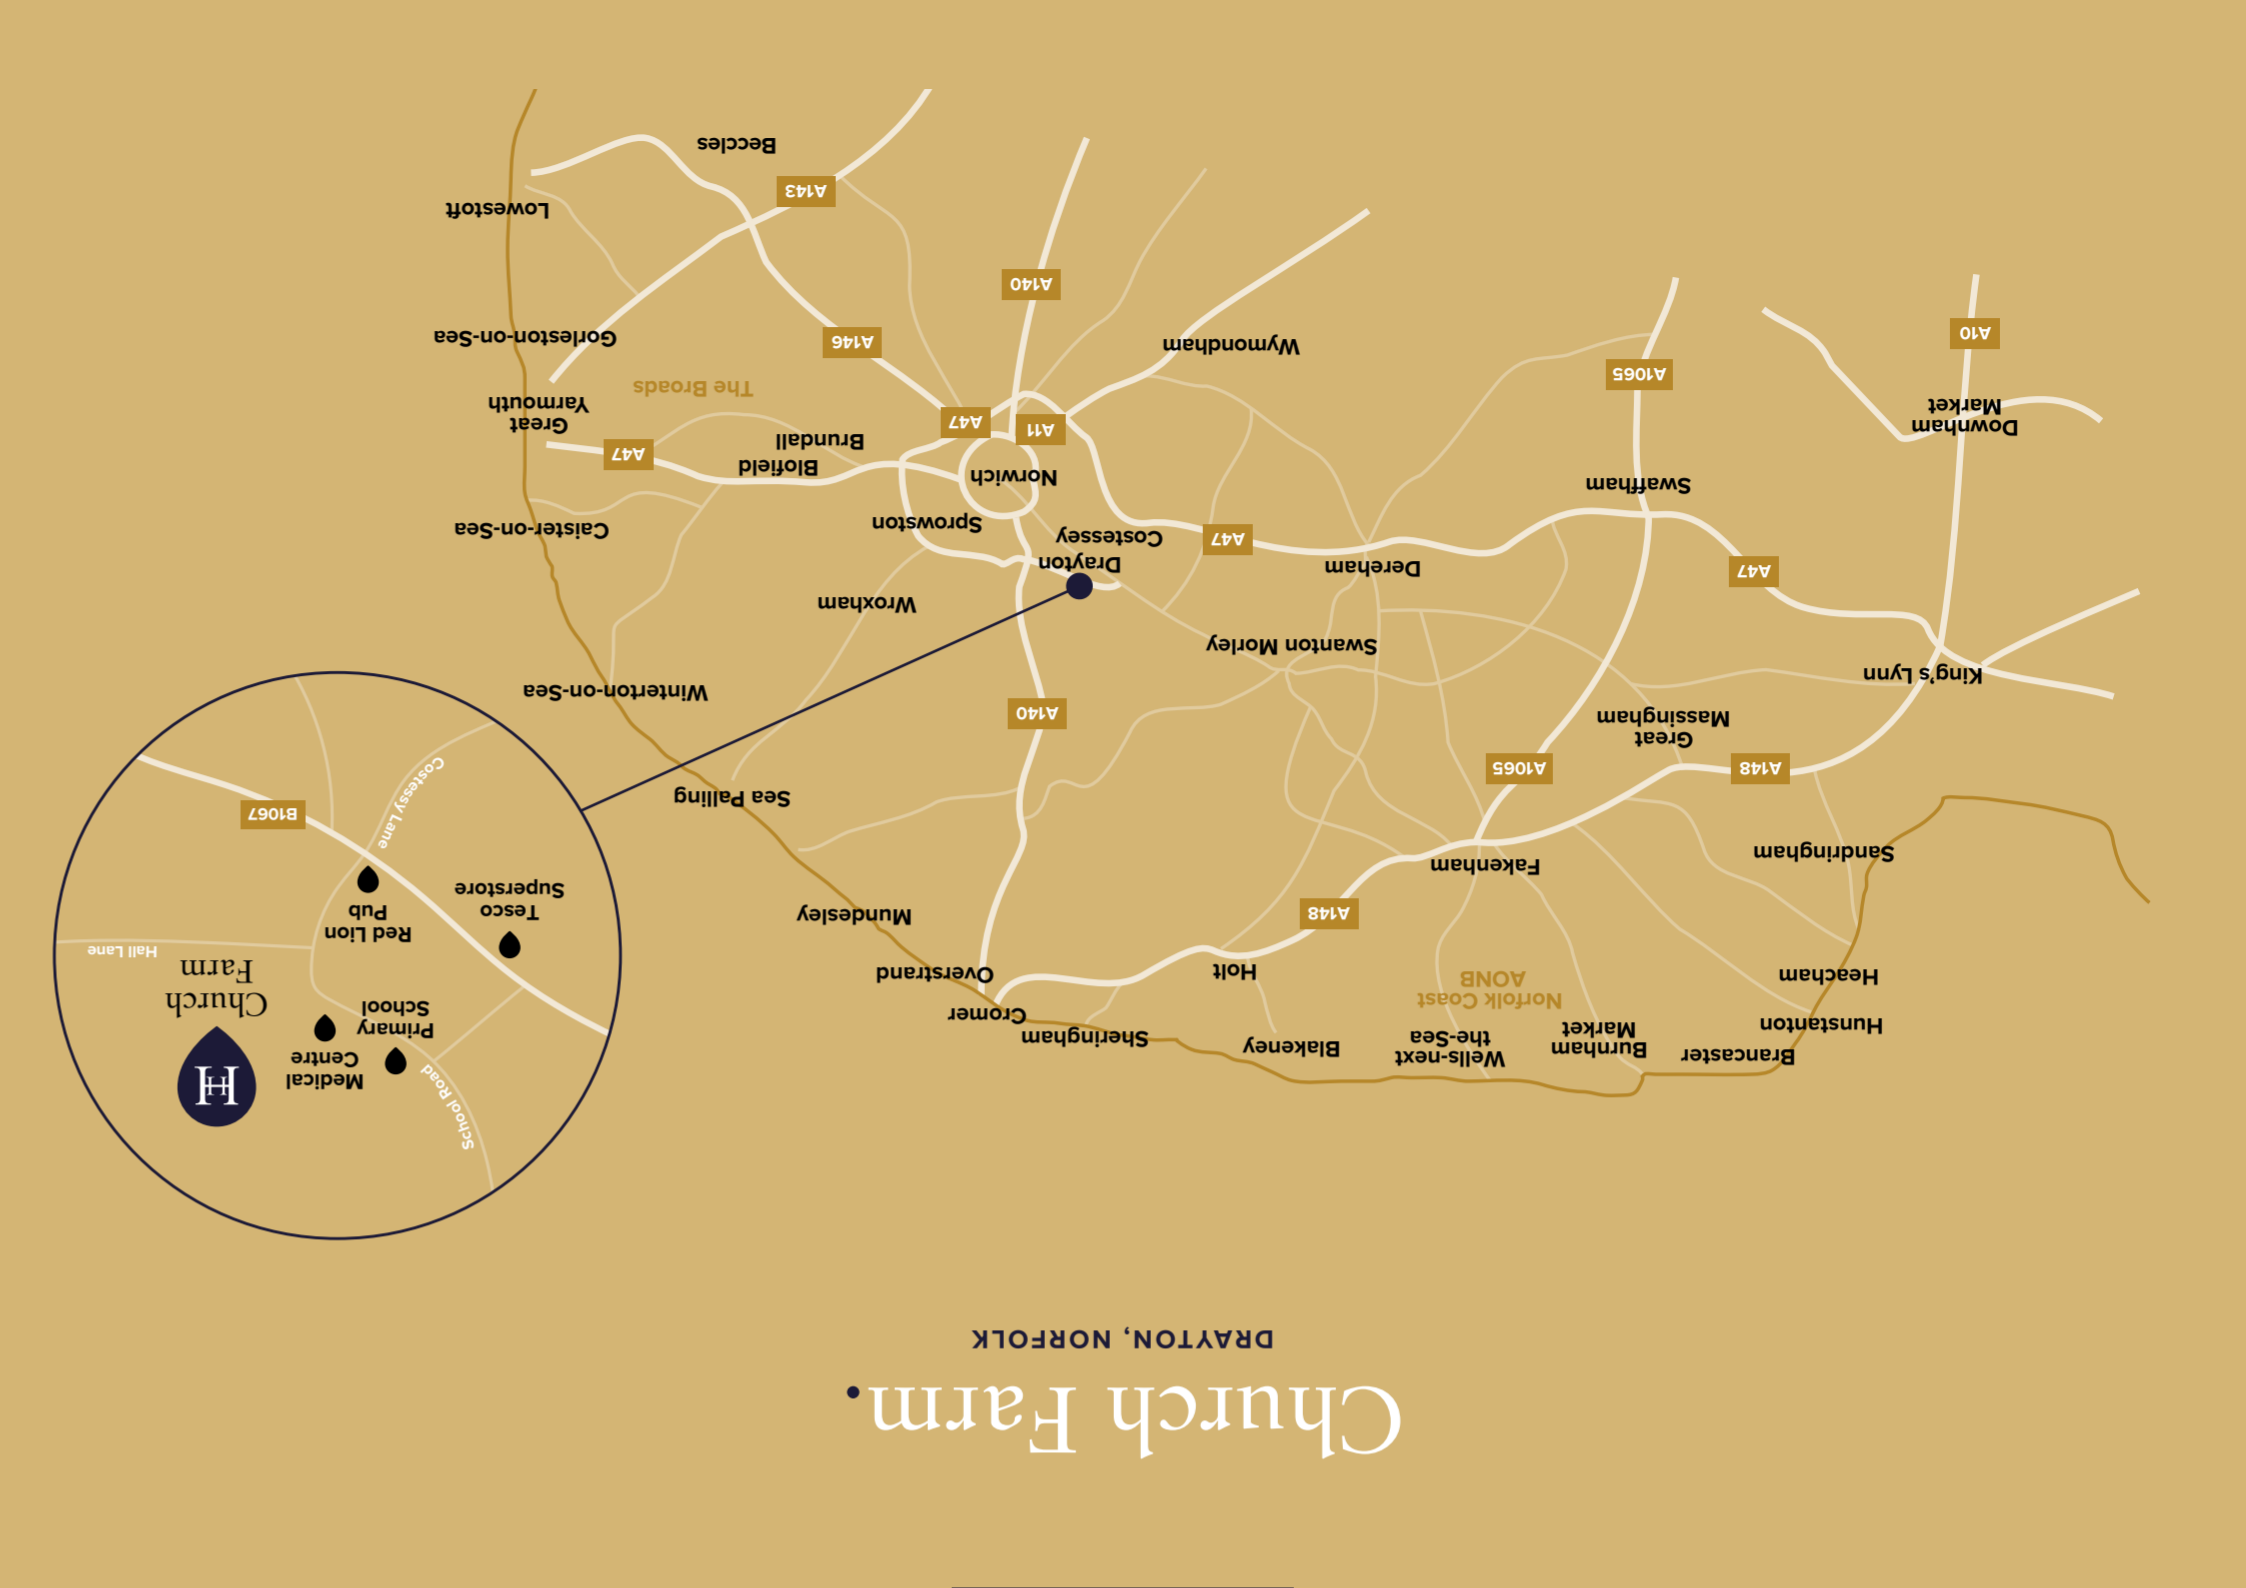 Church Farm.
DRAYTON, NORFOLK
Brancaster
Burnham
Market
Wells-next
the-Sea
Blakeney
Sheringham
Cromer
Overstrand
Hunstanton
Heacham
Norfolk Coast
AONB
Holt
Mundesley
A148
Sandringham
Fakenham
Sea Palling
A148
A1065
Great
Massingham
A140
Winterton-on-Sea
King's Lynn
Swanton Morley
Wroxham
A47
Dereham
Drayton
Costessey
A47
Sprowston
Caister-on-Sea
Swaffham
Norwich
Blofield
Brundall
A47
Great
Yarmouth
Downham
Market
A11
A47
The Broads
A1065
Wymondham
A146
Gorleston-on-Sea
A10
A140
Lowestoft
A143
Beccles
School Road
Medical
Centre
Primary
School
H
Church
Farm
Hall Lane
Red Lion
Pub
Tesco
Superstore
Costessy Lane
B1067